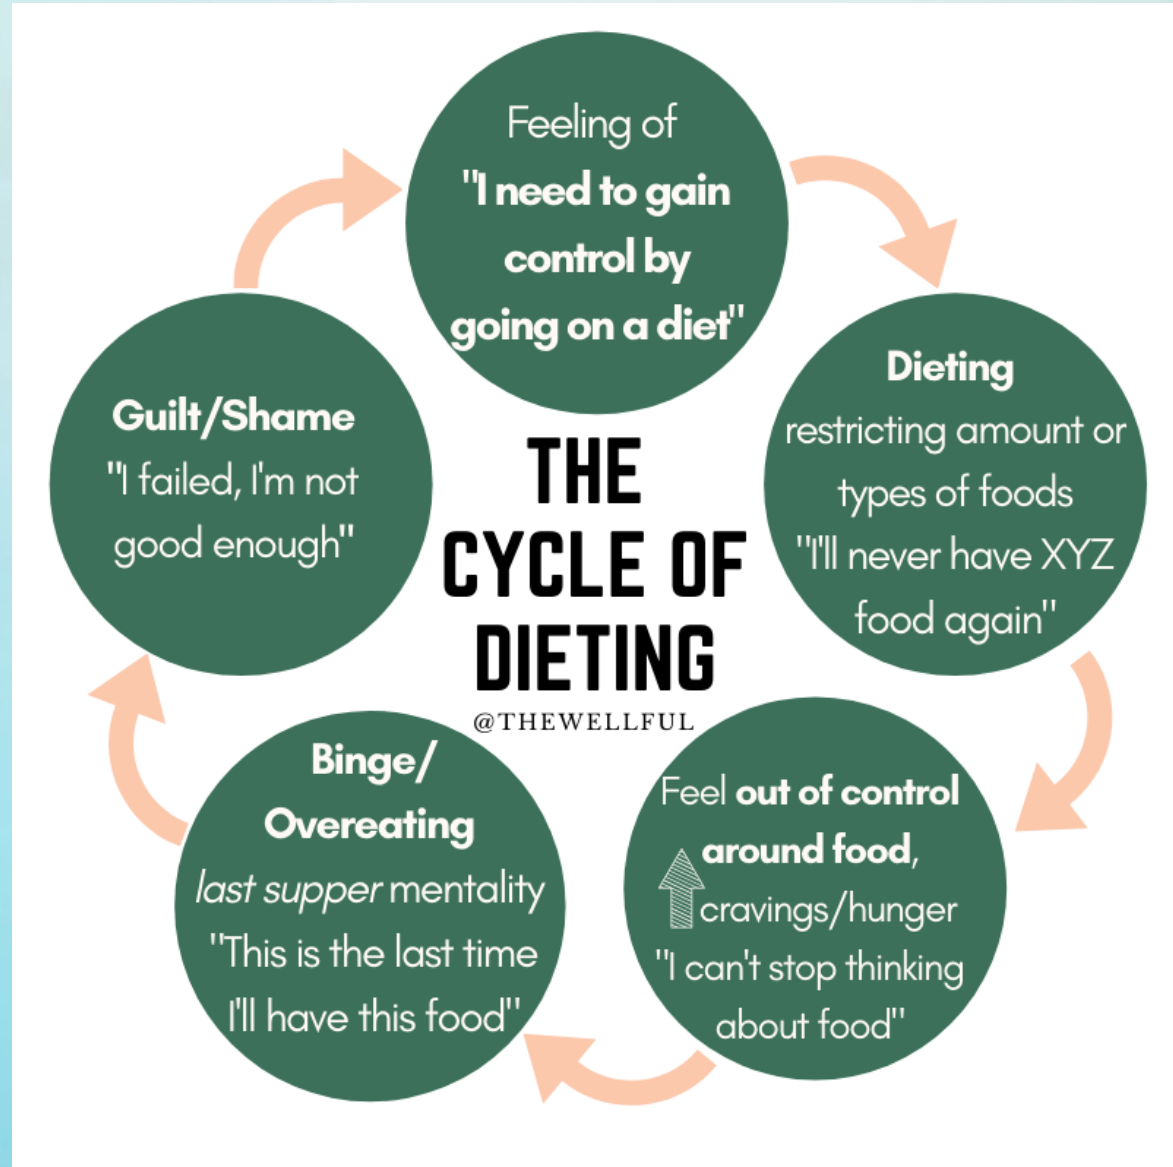 Feeling of
"I need to gain
control by
going on a diet"
Dieting
restricting amount or
types of foods
"I'll never have XYZ
food again"
Feel out of control
around food,
cravings/hunger
"I can't stop thinking
about food"
Binge/
Overeating
last supper mentality
"This is the last time
I'll have this food"
Guilt/Shame
"I failed, I'm not
good enough"
THE
CYCLE OF
DIETING
@THEWELLFUL